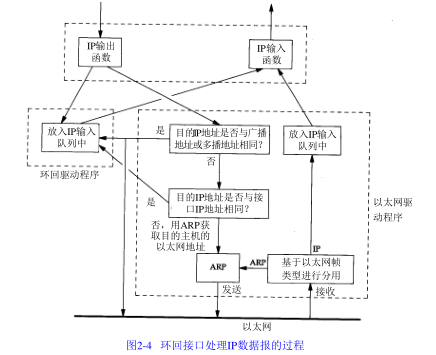 IP输出
函数
IP输入
函数
放入IP输入
队列中
环回驱动程序
是
目的IP地址是否与广播
地址或多播地址相同?
否
放入IP输入
队列中
是
目的IP地址是否与接
口IP地址相同?
以太网驱
动程序
否,用ARP获
取目的主机的
以太网地址
IP
ARP
ARP
基于以太网帧
类型进行分用
发送
接收
以太网
图2-4 环回接口处理IP数据报的过程